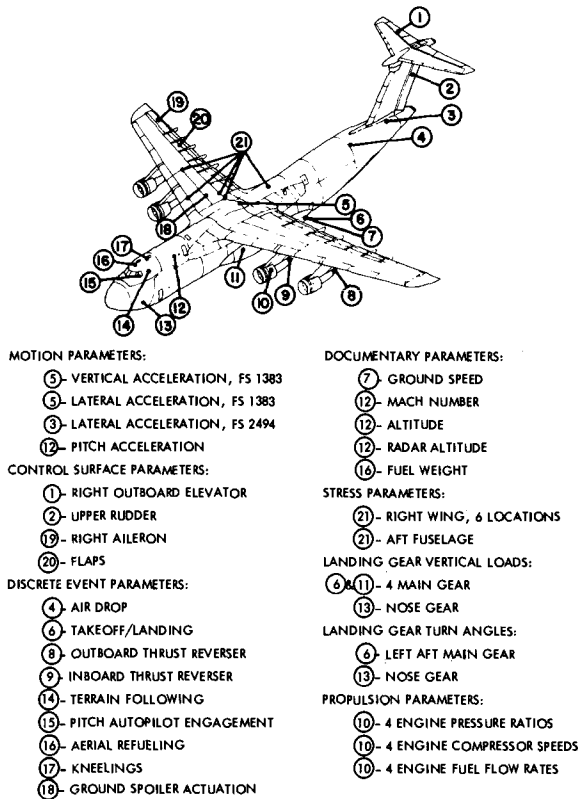 1
2
3
4
19
20
21
5
6
7
18
17
16
15
14
13
12
11
10
9
8
MOTION PARAMETERS:
5 - VERTICAL ACCELERATION, FS 1383
5 - LATERAL ACCELERATION, FS 1383
3 - LATERAL ACCELERATION, FS 2494
12 - PITCH ACCELERATION
CONTROL SURFACE PARAMETERS:
1 - RIGHT OUTBOARD ELEVATOR
2 - UPPER RUDDER
19 - RIGHT AILERON
20 - FLAPS
DISCRETE EVENT PARAMETERS:
4 - AIR DROP
6 - TAKEOFF/LANDING
8 - OUTBOARD THRUST REVERSER
9 - INBOARD THRUST REVERSER
14 - TERRAIN FOLLOWING
15 - PITCH AUTOPILOT ENGAGEMENT
16 - AERIAL REFUELING
17 - KNEELINGS
18 - GROUND SPOILER ACTUATION
DOCUMENTARY PARAMETERS:
7 - GROUND SPEED
12 - MACH NUMBER
12 - ALTITUDE
12 - RADAR ALTITUDE
16 - FUEL WEIGHT
STRESS PARAMETERS:
21 - RIGHT WING, 6 LOCATIONS
21 - AFT FUSELAGE
LANDING GEAR VERTICAL LOADS:
6 & 11 - 4 MAIN GEAR
13 - NOSE GEAR
LANDING GEAR TURN ANGLES:
6 - LEFT AFT MAIN GEAR
13 - NOSE GEAR
PROPULSION PARAMETERS:
10 - 4 ENGINE PRESSURE RATIOS
10 - 4 ENGINE COMPRESSOR SPEEDS
10 - 4 ENGINE FUEL FLOW RATES